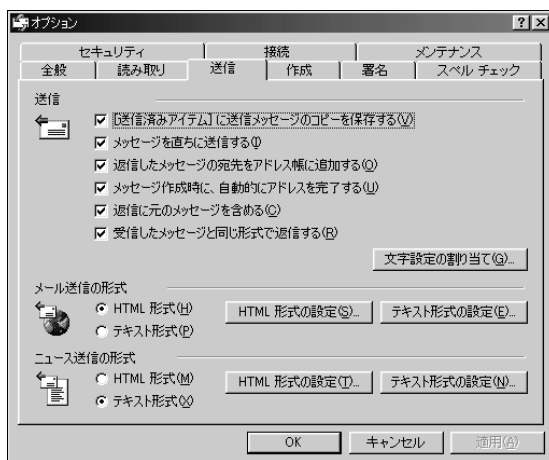 オプション
セキュリティ 接続 メンテナンス
全般 読み取り 送信 作成 署名 スペル チェック
送信
[送信済みアイテム] に送信メッセージのコピーを保存する(V)
メッセージを直ちに送信する(I)
返信したメッセージの宛先をアドレス帳に追加する(O)
メッセージ作成時に、自動的にアドレスを完了する(U)
返信に元のメッセージを含める(C)
受信したメッセージと同じ形式で返信する(R)
文字設定の割り当て(G)...
メール送信の形式
HTML 形式(H) HTML 形式の設定(S)... テキスト形式の設定(E)...
テキスト形式(P)
ニュース送信の形式
HTML 形式(M) HTML 形式の設定(T)... テキスト形式の設定(N)...
テキスト形式(X)
OK キャンセル 適用(A)